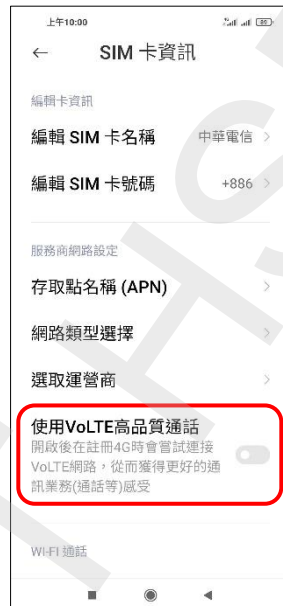 上午10:00 89
SIM 卡資訊
編輯卡資訊
編輯 SIM 卡名稱 中華電信
編輯 SIM 卡號碼 +886
服務商網路設定
存取點名稱 (APN)
網路類型選擇
選取運營商
使用VoLTE高品質通話
開啟後在註冊4G時會嘗試連接
VoLTE網路，從而獲得更好的通
訊業務(通話等)感受
WI-FI 通話